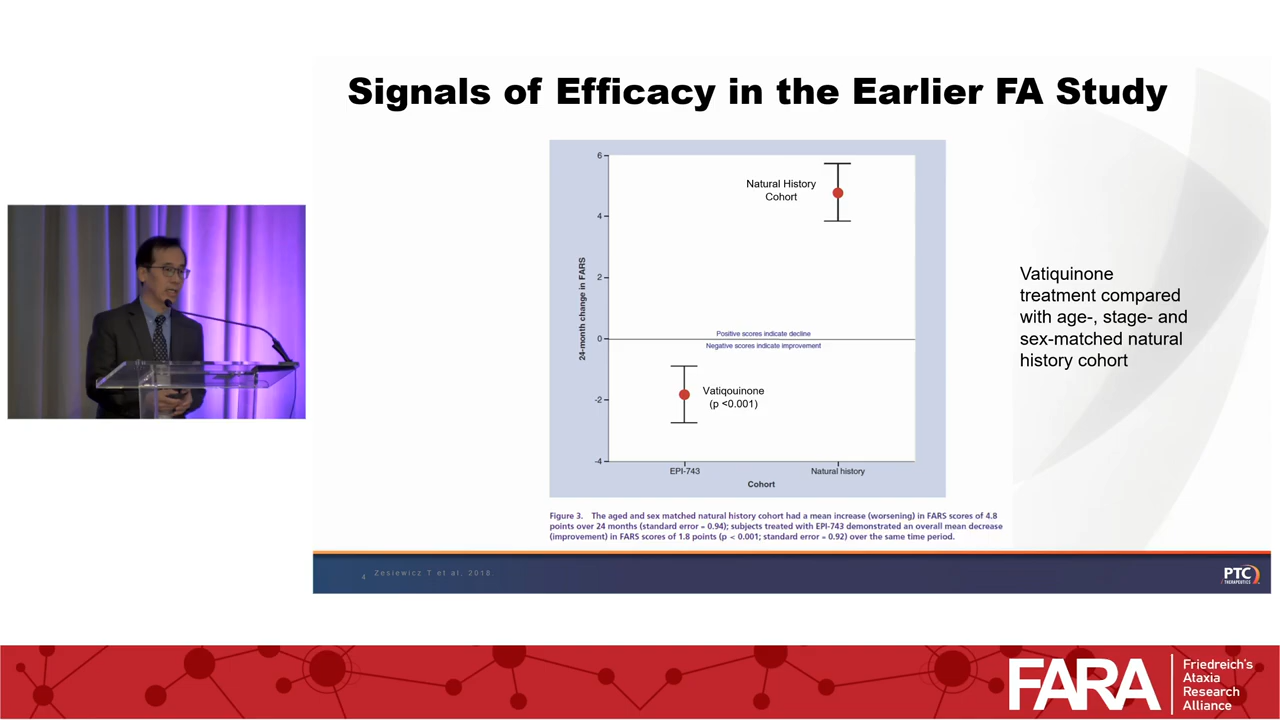 Signals of Efficacy in the Earlier FA Study
6
4
2
0
-2
-4
24-month change in FARS
Natural History
Cohort
Positive scores indicate decline
Negative scores indicate improvement
Vatiqouinone
(p <0.001)
EPI-743
Natural history
Cohort
Vatiquinone
treatment compared
with age-, stage- and
sex-matched natural
history cohort
Figure 3. The aged and sex matched natural history cohort had a mean increase (worsening) in FARS scores of 4.8
points over 24 months (standard error = 0.94); subjects treated with EPI-743 demonstrated an overall mean decrease
(improvement) in FARS scores of 1.8 points (p < 0.001; standard error = 0.92) over the same time period.
4 Zesiewicz T et al, 2018
PTC
THERAPEUTICS
FARA
Friedreich's
Ataxia
Research
Alliance